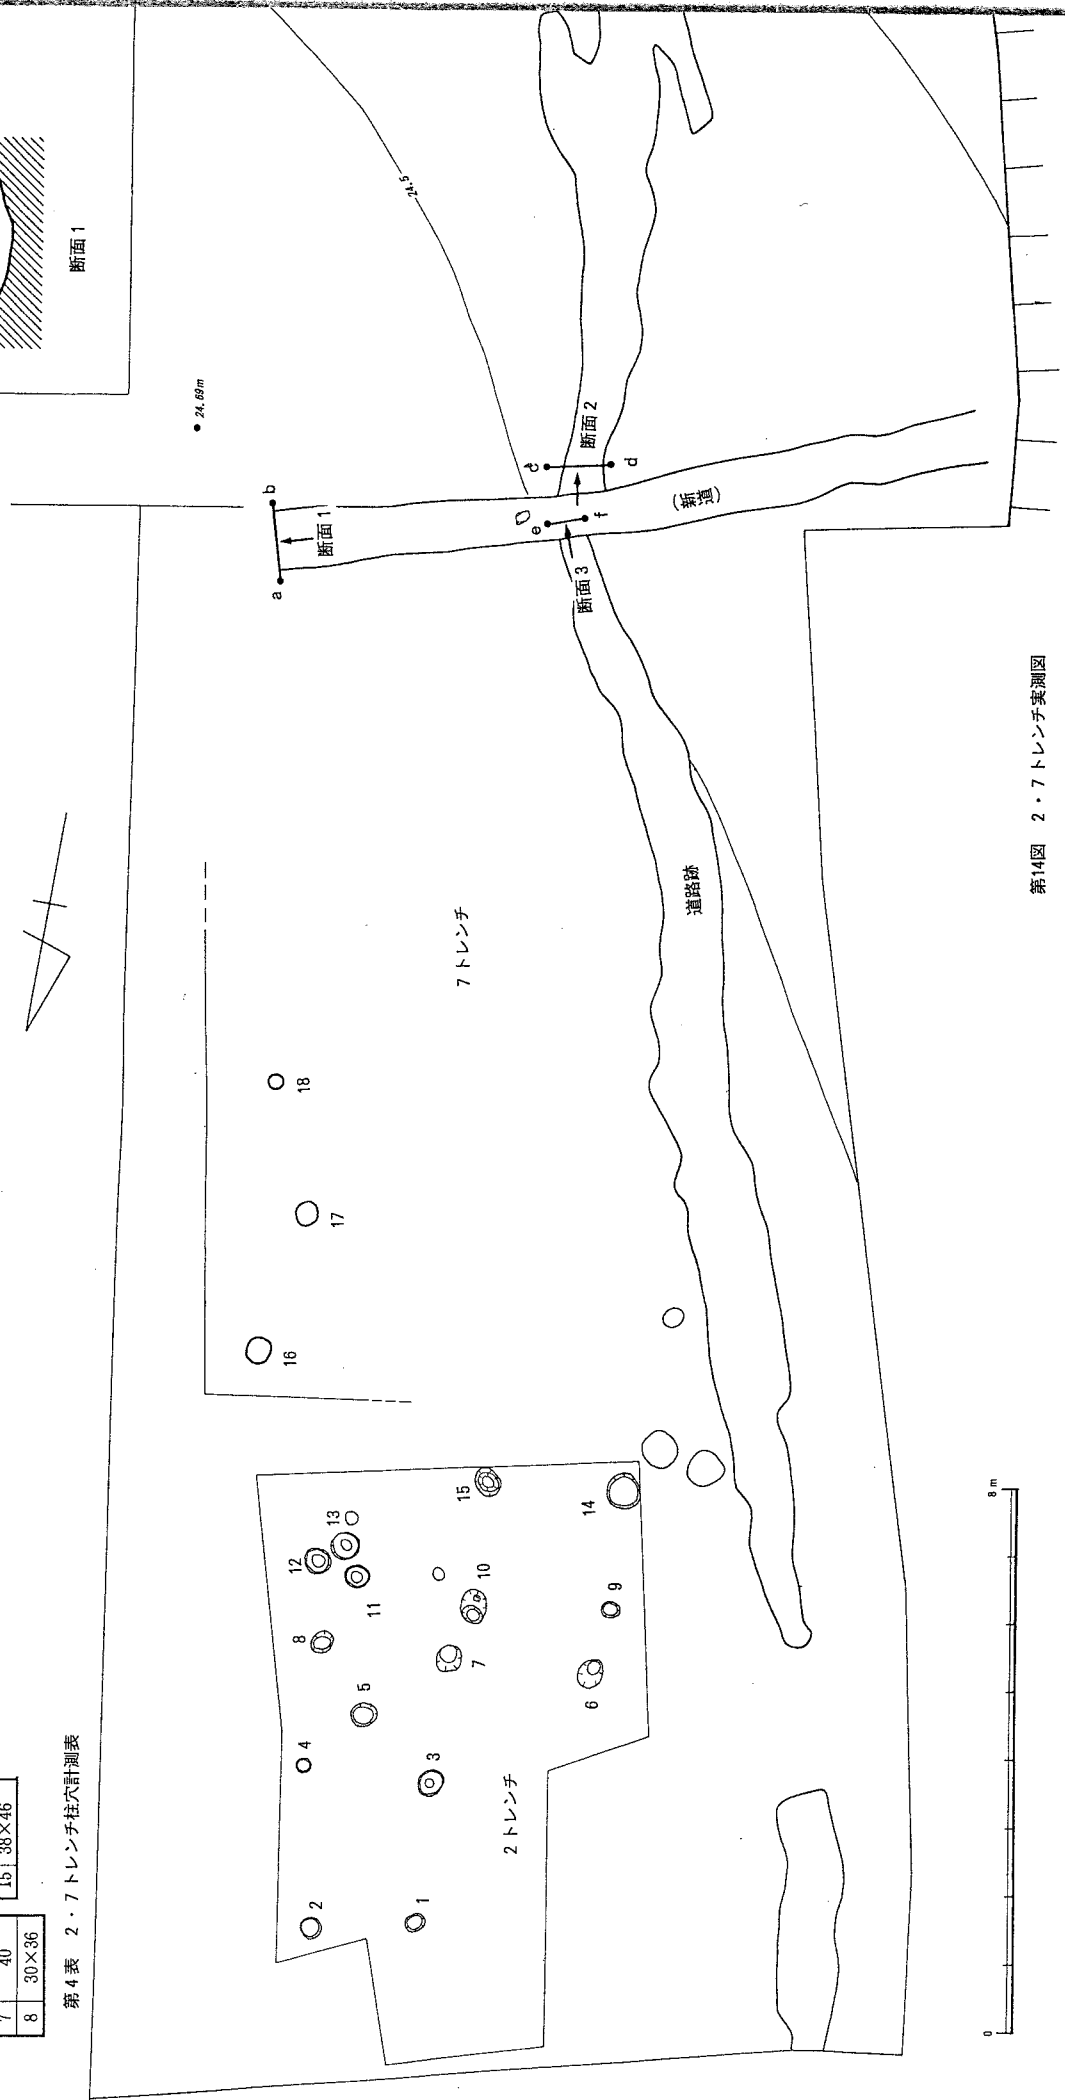 7 40
8 30×36
15 38×46
第4表 2・7トレンチ柱穴計測表
断面1
24.69m
24.5
a
b
断面1
c
d
断面2
e
f
断面3
(新道)
道路跡
7トレンチ
16
17
18
2トレンチ
1
2
3
4
5
6
7
8
9
10
11
12
13
14
15
0
8m
第14図 2・7トレンチ実測図